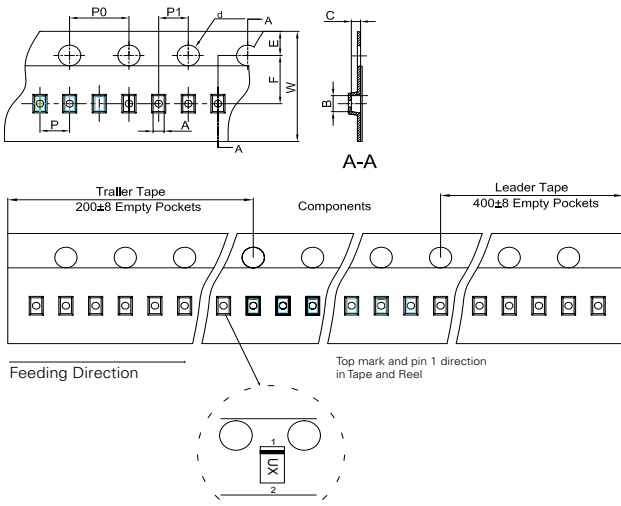 P0
P1
d
A
C
E
F
W
B
P
A
A
A-A
Trailer Tape
200±8 Empty Pockets
Components
Leader Tape
400±8 Empty Pockets
Feeding Direction
Top mark and pin 1 direction
in Tape and Reel
1
UX
2